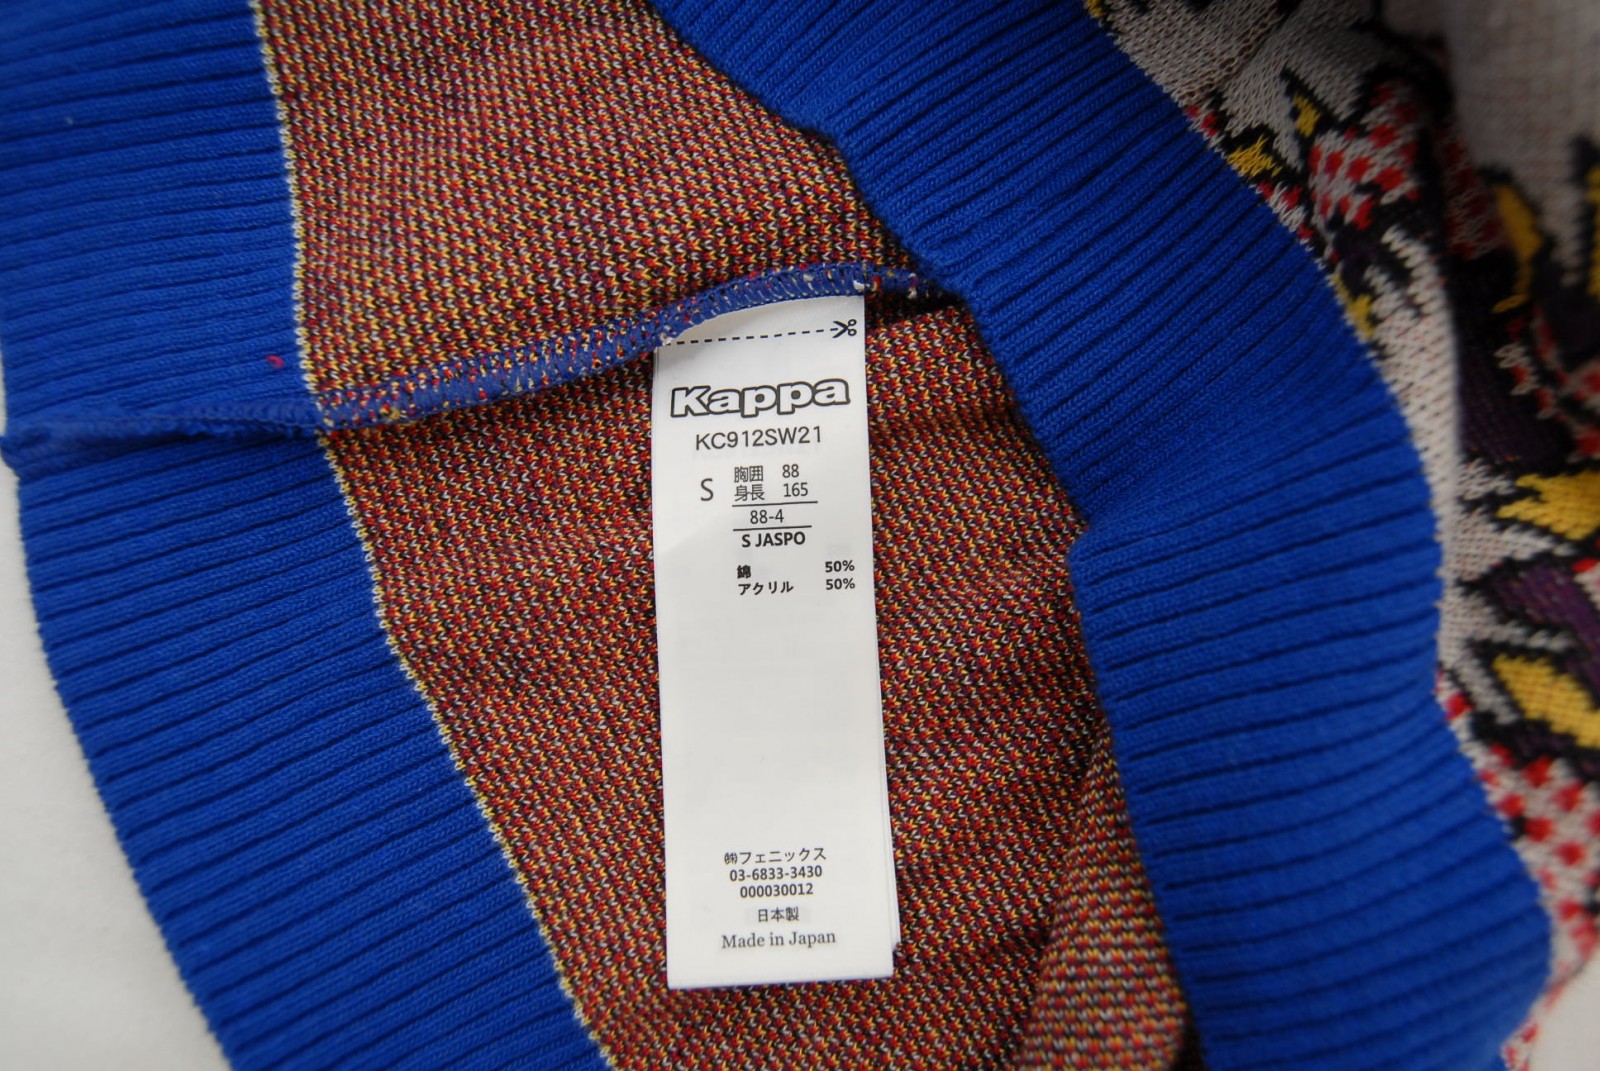 Kappa
KC912SW21
S 胸囲 88
身長 165
88-4
S JASPO
綿 50%
アクリル 50%
㈱フェニックス
03-6833-3430
000030012
日本製
Made in Japan